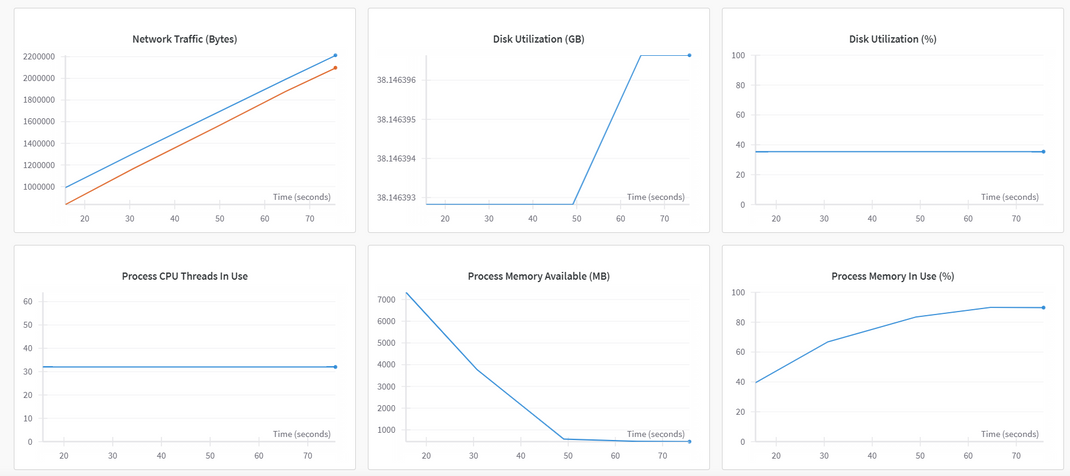 Network Traffic (Bytes)
2200000
2000000
1800000
1600000
1400000
1200000
1000000
Time (seconds)
20 30 40 50 60 70
Disk Utilization (GB)
38.146396
38.146395
38.146394
38.146393
Time (seconds)
20 30 40 50 60 70
Disk Utilization (%)
100
80
60
40
20
0
Time (seconds)
20 30 40 50 60 70
Process CPU Threads In Use
60
50
40
30
20
10
0
Time (seconds)
20 30 40 50 60 70
Process Memory Available (MB)
7000
6000
5000
4000
3000
2000
1000
Time (seconds)
20 30 40 50 60 70
Process Memory In Use (%)
100
80
60
40
20
0
Time (seconds)
20 30 40 50 60 70